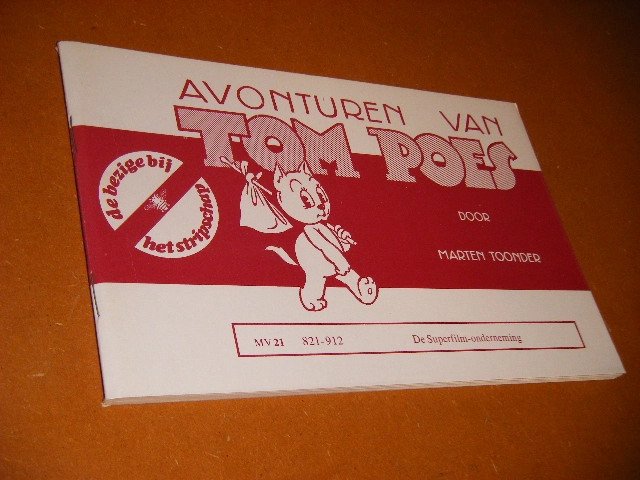 AVONTUREN VAN
TOM POES
DOOR
MARTEN TOONDER
de bezige bij
het stripschap
MV 21 821-912 De Superfilm-onderneming